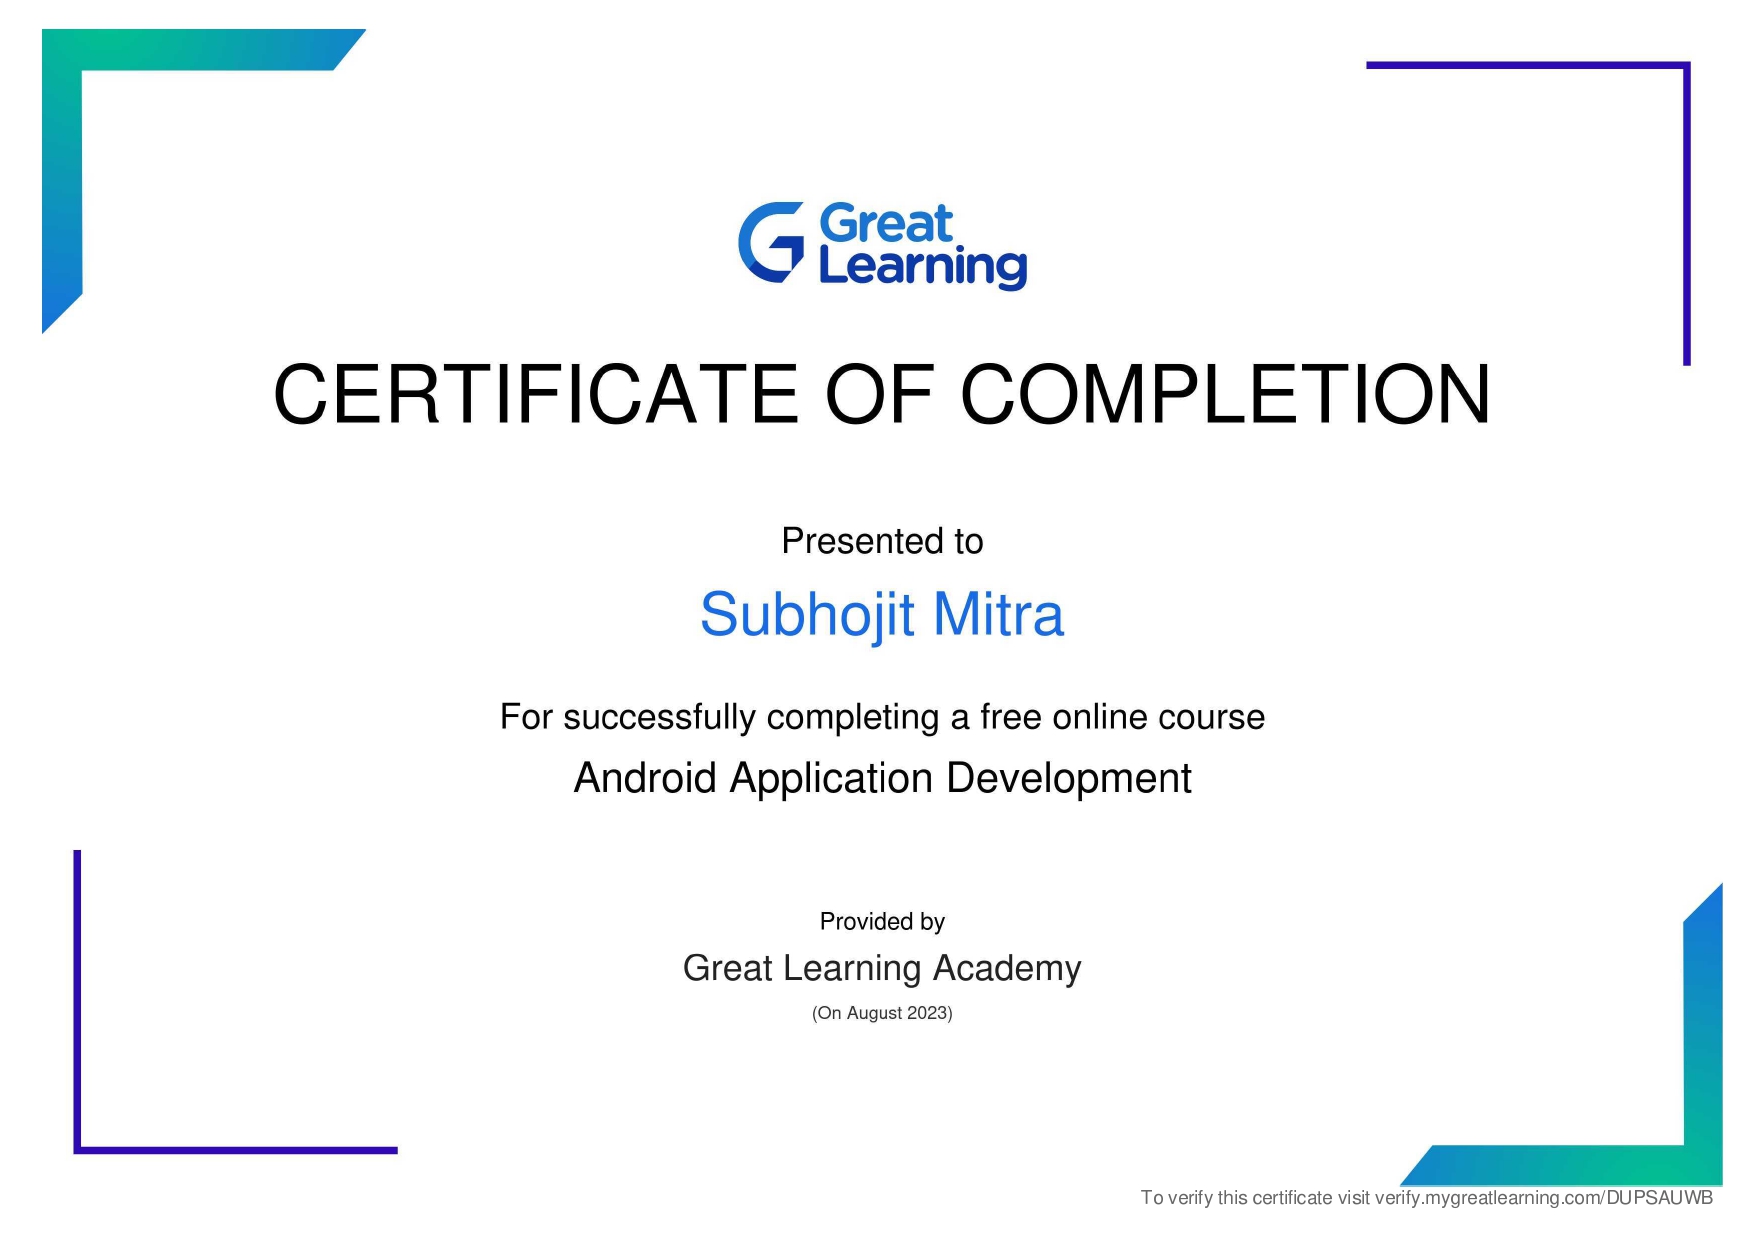 Great
Learning
CERTIFICATE OF COMPLETION
Presented to
Subhojit Mitra
For successfully completing a free online course
Android Application Development
Provided by
Great Learning Academy
(On August 2023)
To verify this certificate visit verify.mygreatlearning.com/DUPSAUWB